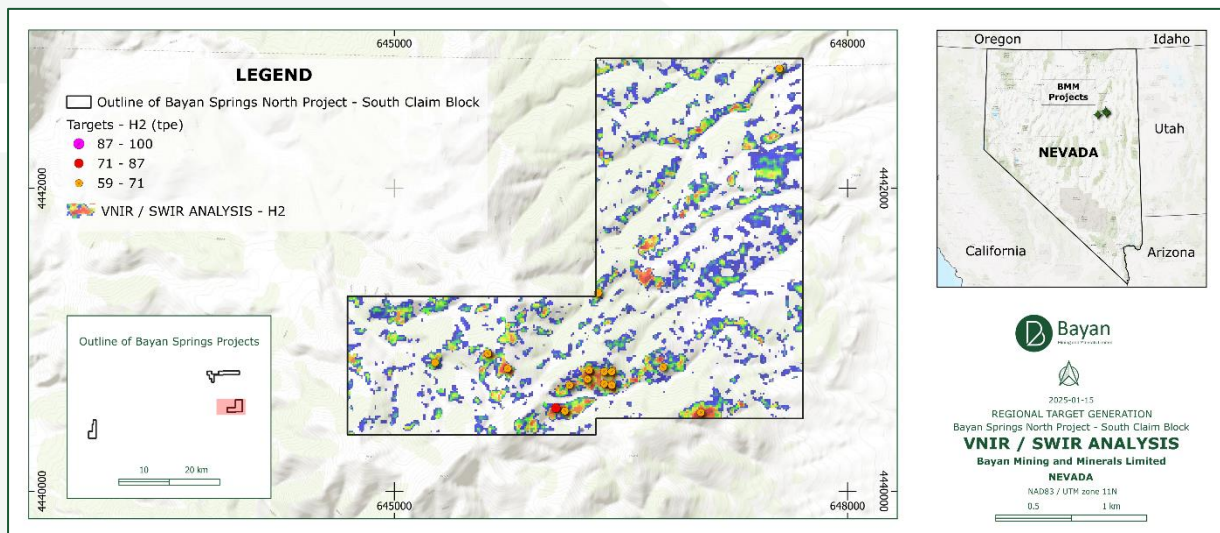 645000
648000
LEGEND
Outline of Bayan Springs North Project - South Claim Block
Targets - H2 (tpe)
87 - 100
71 - 87
59 - 71
VNIR / SWIR ANALYSIS - H2
4442000
4442000
Outline of Bayan Springs Projects
10 20 km
4440000
4440000
645000
648000
Oregon
Idaho
BMM
Projects
Utah
NEVADA
California
Arizona
Bayan
Mining and Minerals Limited
2025-01-15
REGIONAL TARGET GENERATION
Bayan Springs North Project - South Claim Block
VNIR / SWIR ANALYSIS
Bayan Mining and Minerals Limited
NEVADA
NAD83 / UTM zone 11N
0.5 1 km